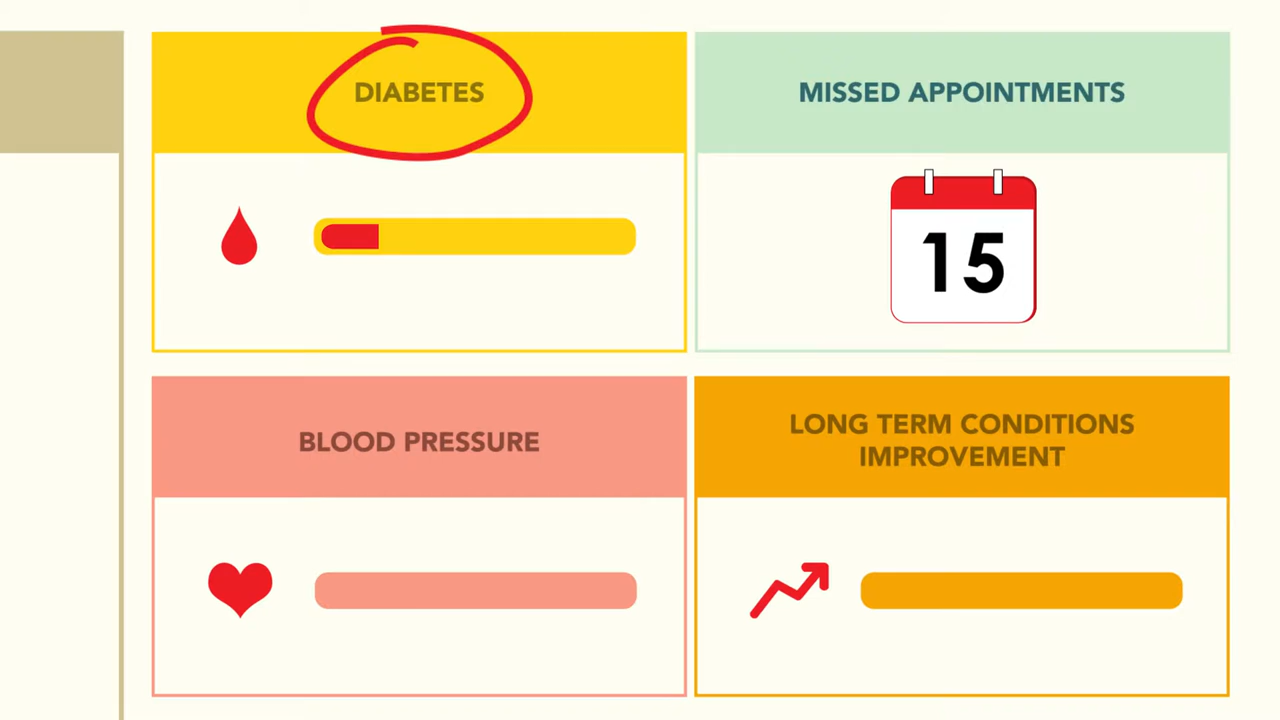 DIABETES
MISSED APPOINTMENTS
15
BLOOD PRESSURE
LONG TERM CONDITIONS
IMPROVEMENT